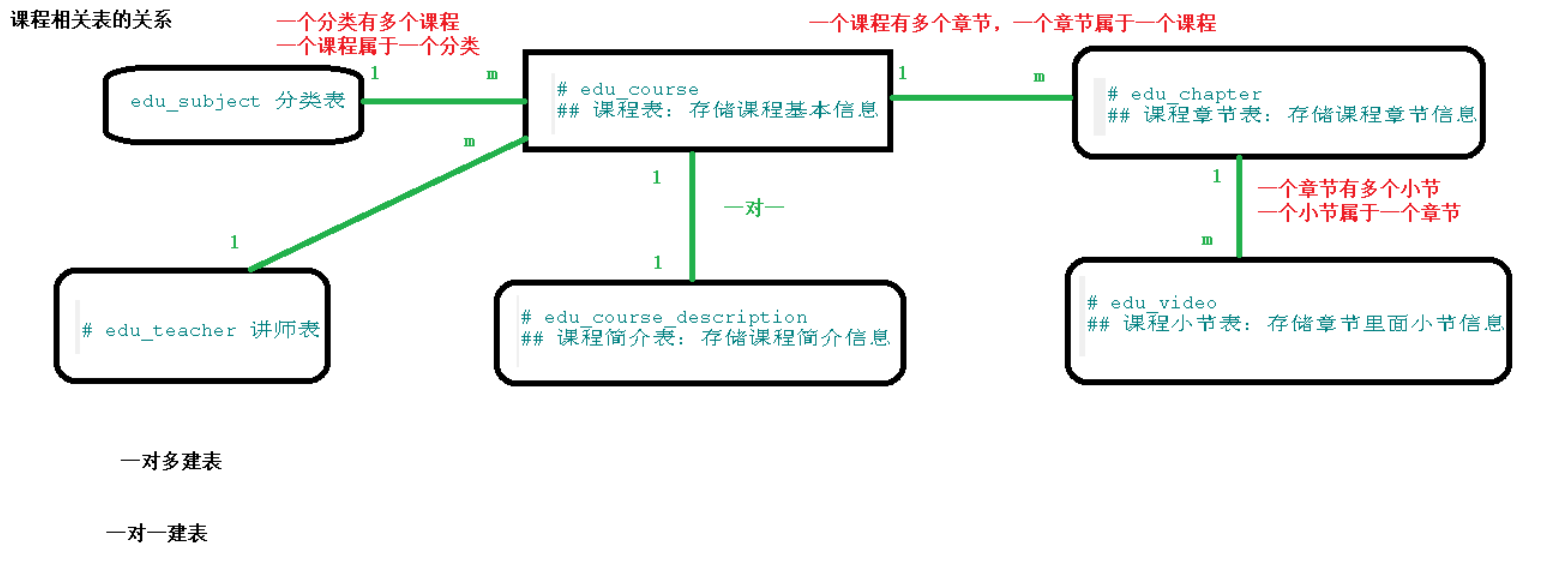 课程相关表的关系
一个分类有多个课程
一个课程属于一个分类
一个课程有多个章节，一个章节属于一个课程
1
m
1
m
edu_subject 分类表
# edu_course
## 课程表：存储课程基本信息
# edu_chapter
## 课程章节表：存储课程章节信息
m
1
1
一个章节有多个小节
一个小节属于一个章节
一对一
1
m
1
# edu_teacher 讲师表
# edu_course_description
## 课程简介表：存储课程简介信息
# edu_video
## 课程小节表：存储章节里面小节信息
一对多建表
一对一建表